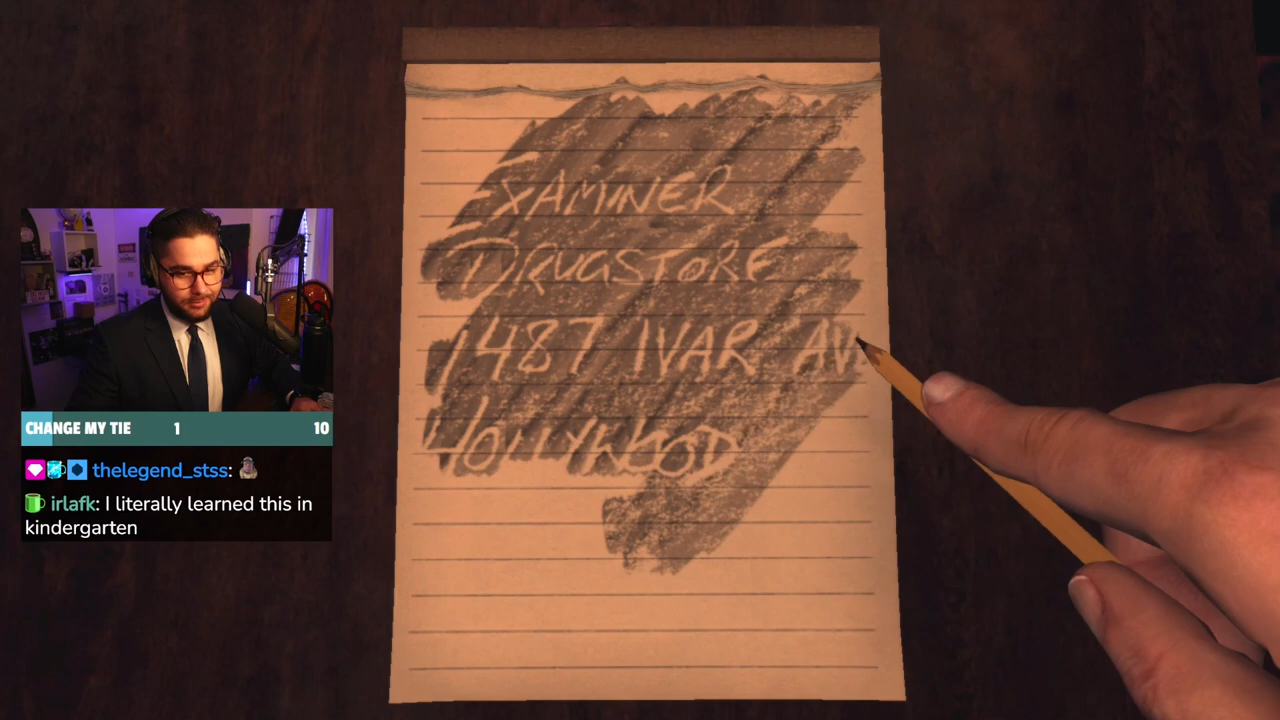 XAMINER
DRUGSTORE
1487 IVAR AV
HOLLYWOOD
CHANGE MY TIE 1 10
thelegend_stss:
irlafk: I literally learned this in
kindergarten